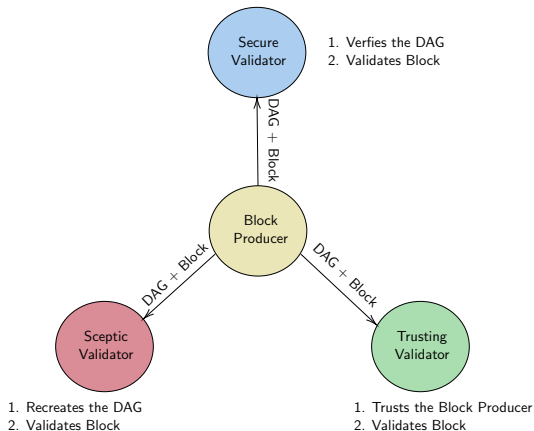 Secure
Validator
1. Verfies the DAG
2. Validates Block
DAG + Block
Block
Producer
DAG + Block
DAG + Block
Sceptic
Validator
Trusting
Validator
1. Recreates the DAG
2. Validates Block
1. Trusts the Block Producer
2. Validates Block